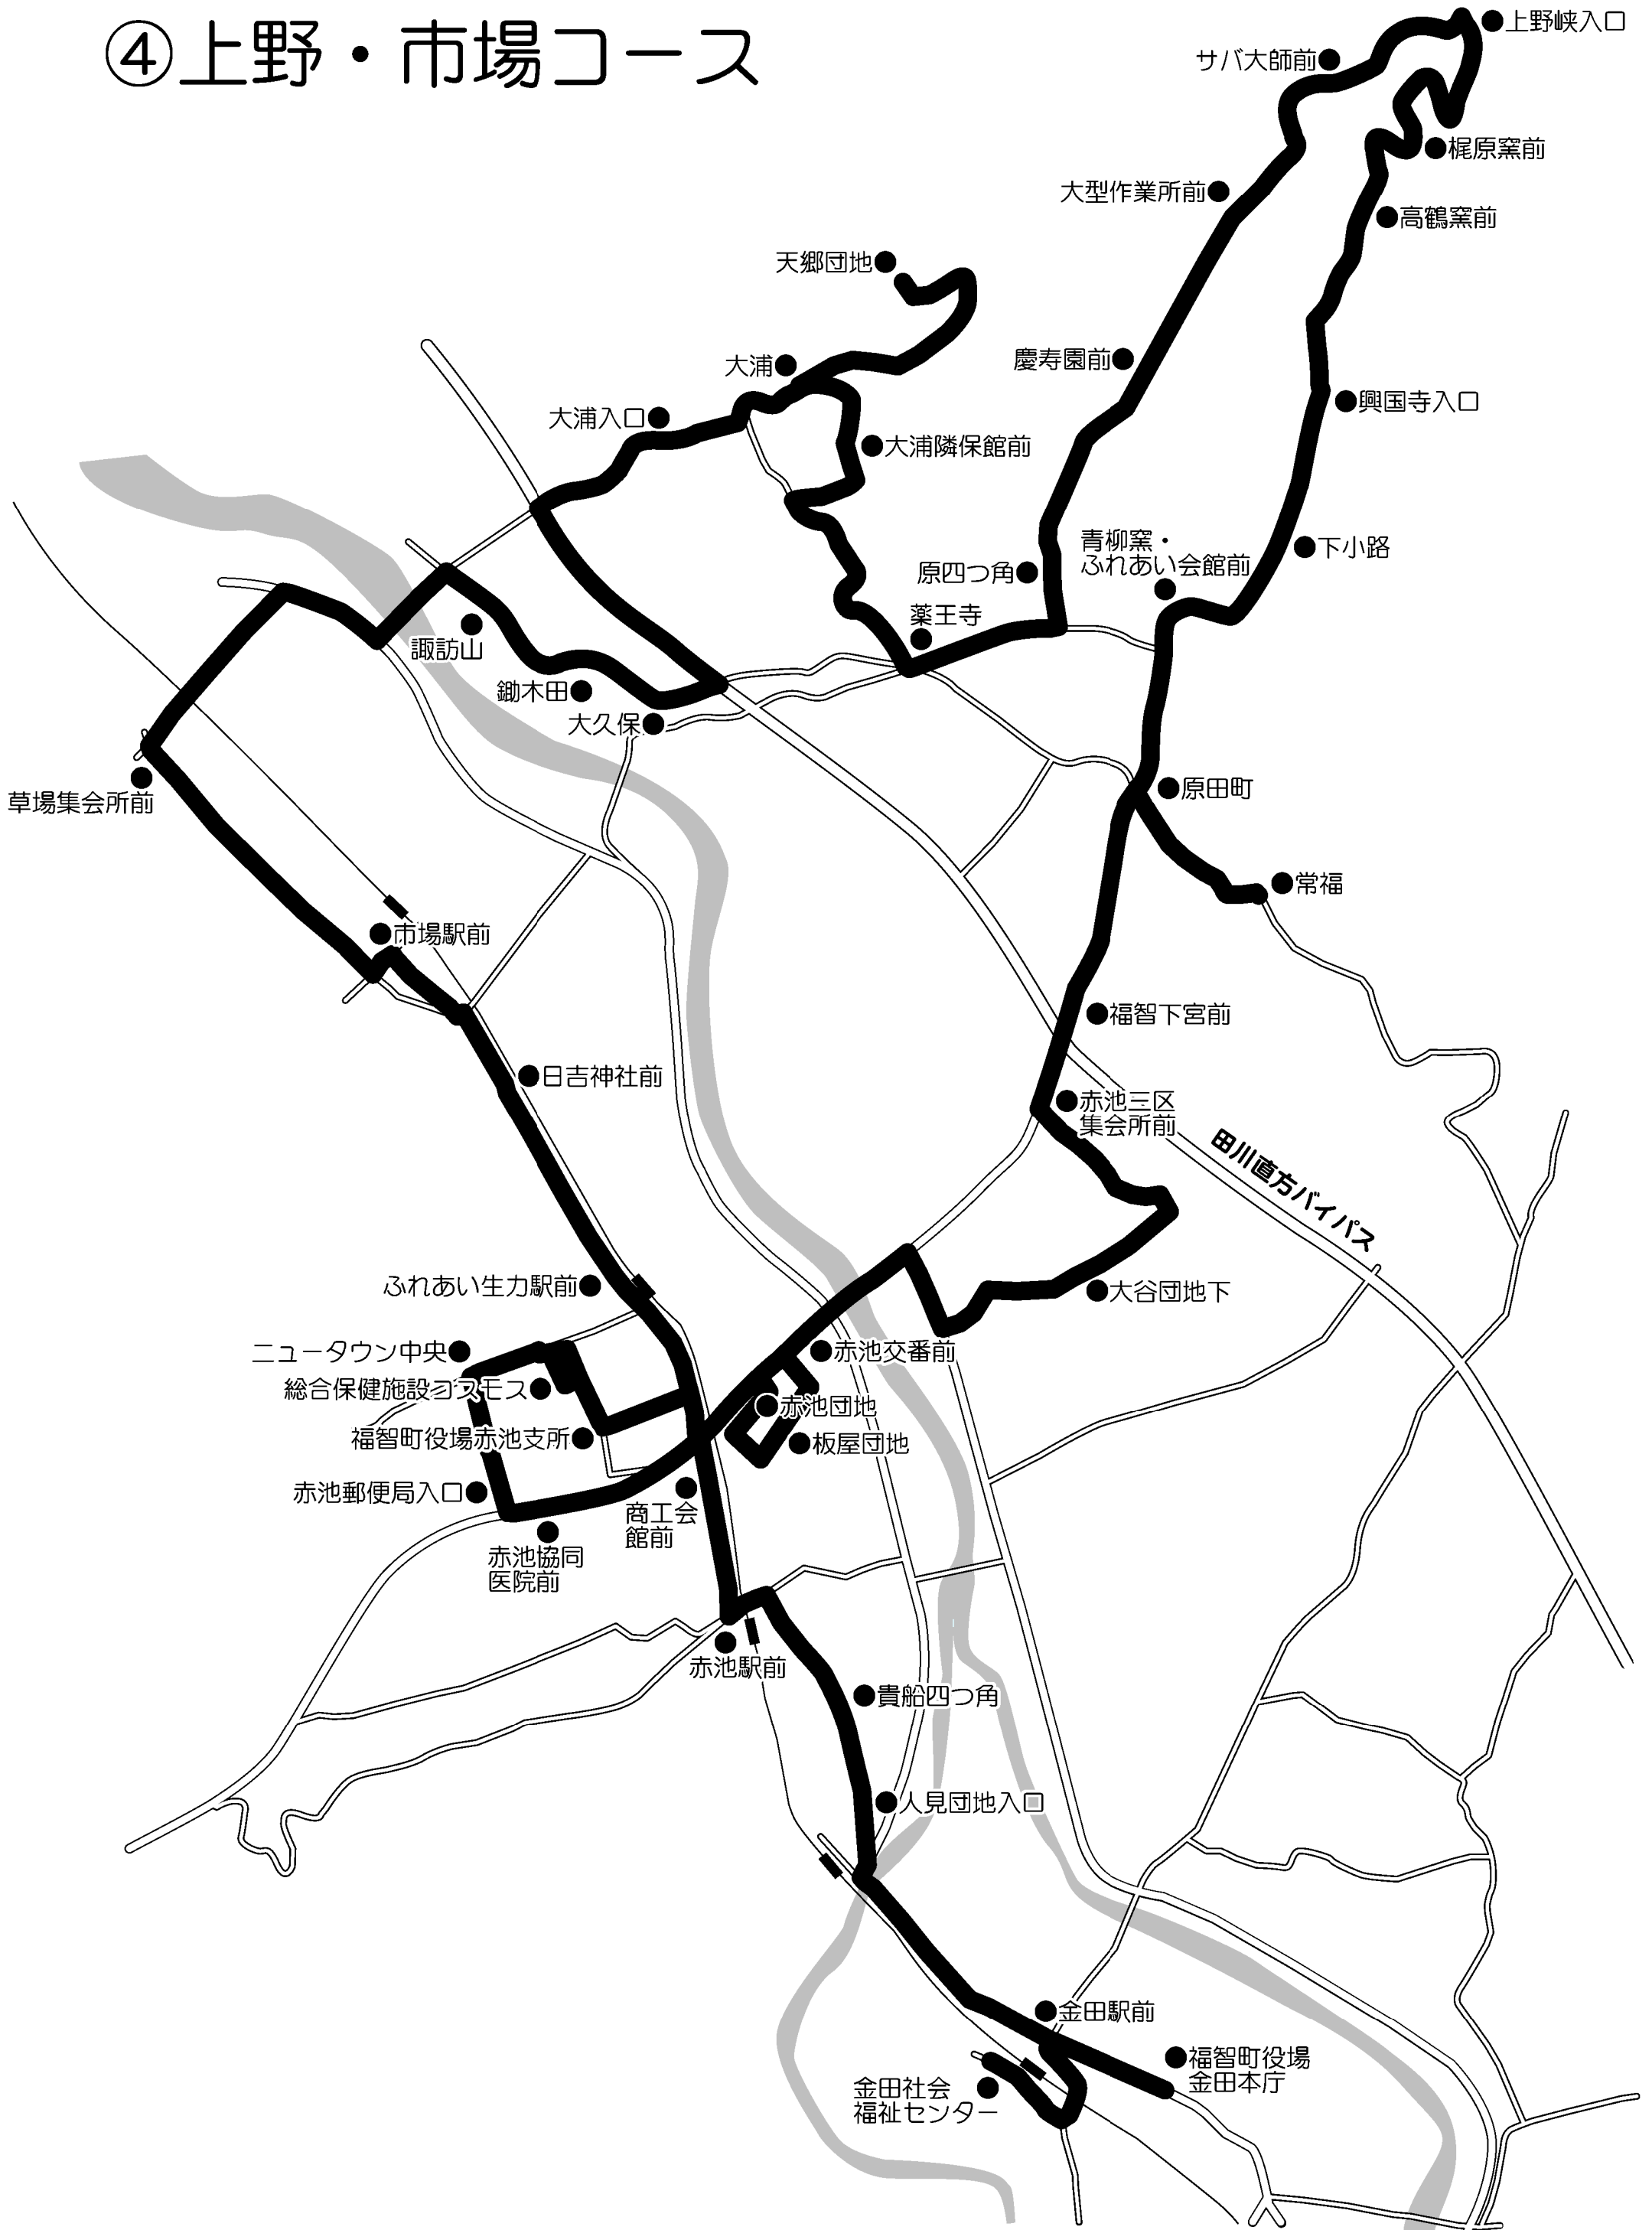 ④上野・市場コース
上野峡入口
サバ大師前
梶原窯前
大型作業所前
高鶴窯前
天郷団地
慶寿園前
大浦
興国寺入口
大浦入口
大浦隣保館前
青柳窯・
ふれあい会館前
下小路
原四つ角
薬王寺
諏訪山
鋤木田
大久保
原田町
草場集会所前
常福
市場駅前
福智下宮前
日吉神社前
赤池三区
集会所前
田川直方バイパス
ふれあい生力駅前
大谷団地下
ニュータウン中央
赤池交番前
総合保健施設コスモス
赤池団地
福智町役場赤池支所
板屋団地
赤池郵便局入口
商工会
館前
赤池協同
医院前
赤池駅前
貴船四つ角
人見団地入口
金田駅前
福智町役場
金田本庁
金田社会
福祉センター